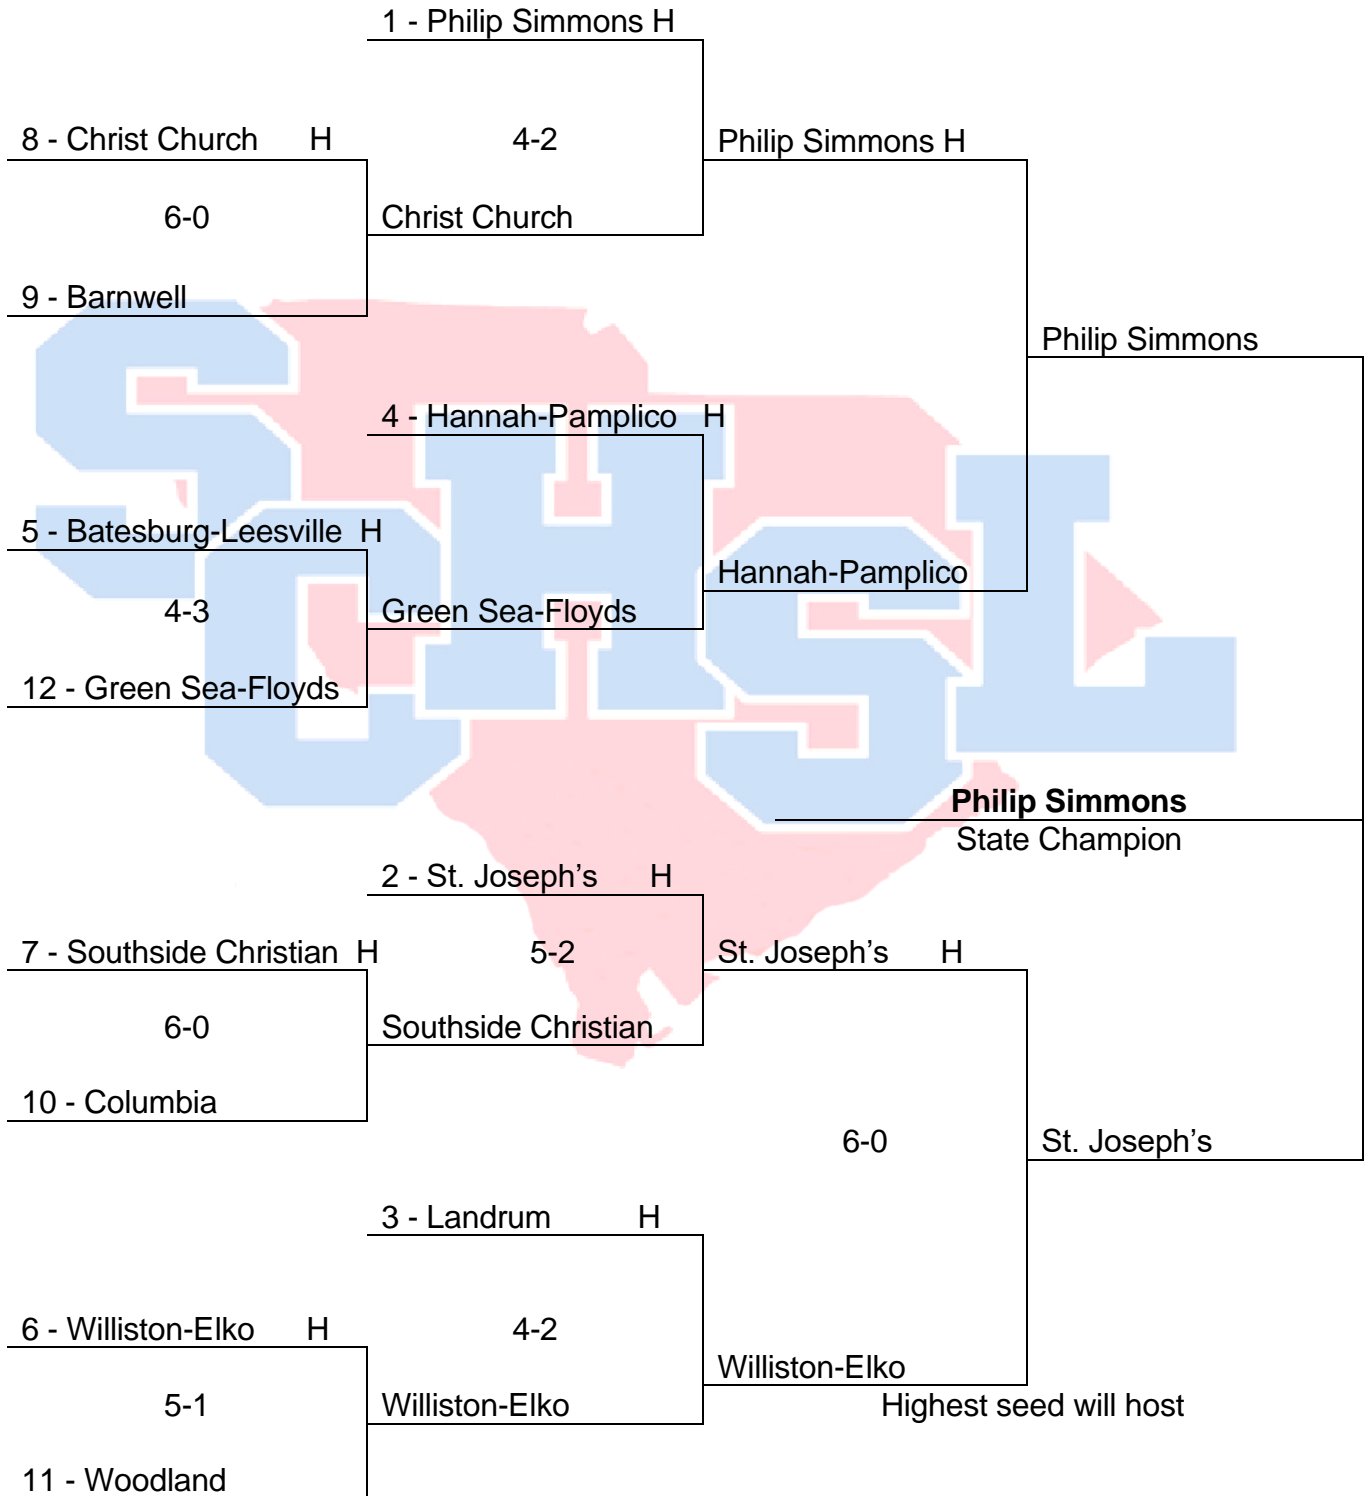 1 - Philip Simmons H
8 - Christ Church H
4-2
Philip Simmons H
6-0
Christ Church
9 - Barnwell
Philip Simmons
4 - Hannah-Pamplico H
5 - Batesburg-Leesville H
Hannah-Pamplico
4-3
Green Sea-Floyds
12 - Green Sea-Floyds
SCHSL
Philip Simmons
State Champion
2 - St. Joseph's H
7 - Southside Christian H
5-2
St. Joseph's H
6-0
Southside Christian
10 - Columbia
6-0
St. Joseph's
3 - Landrum H
6 - Williston-Elko H
4-2
Williston-Elko
5-1
Williston-Elko
Highest seed will host
11 - Woodland